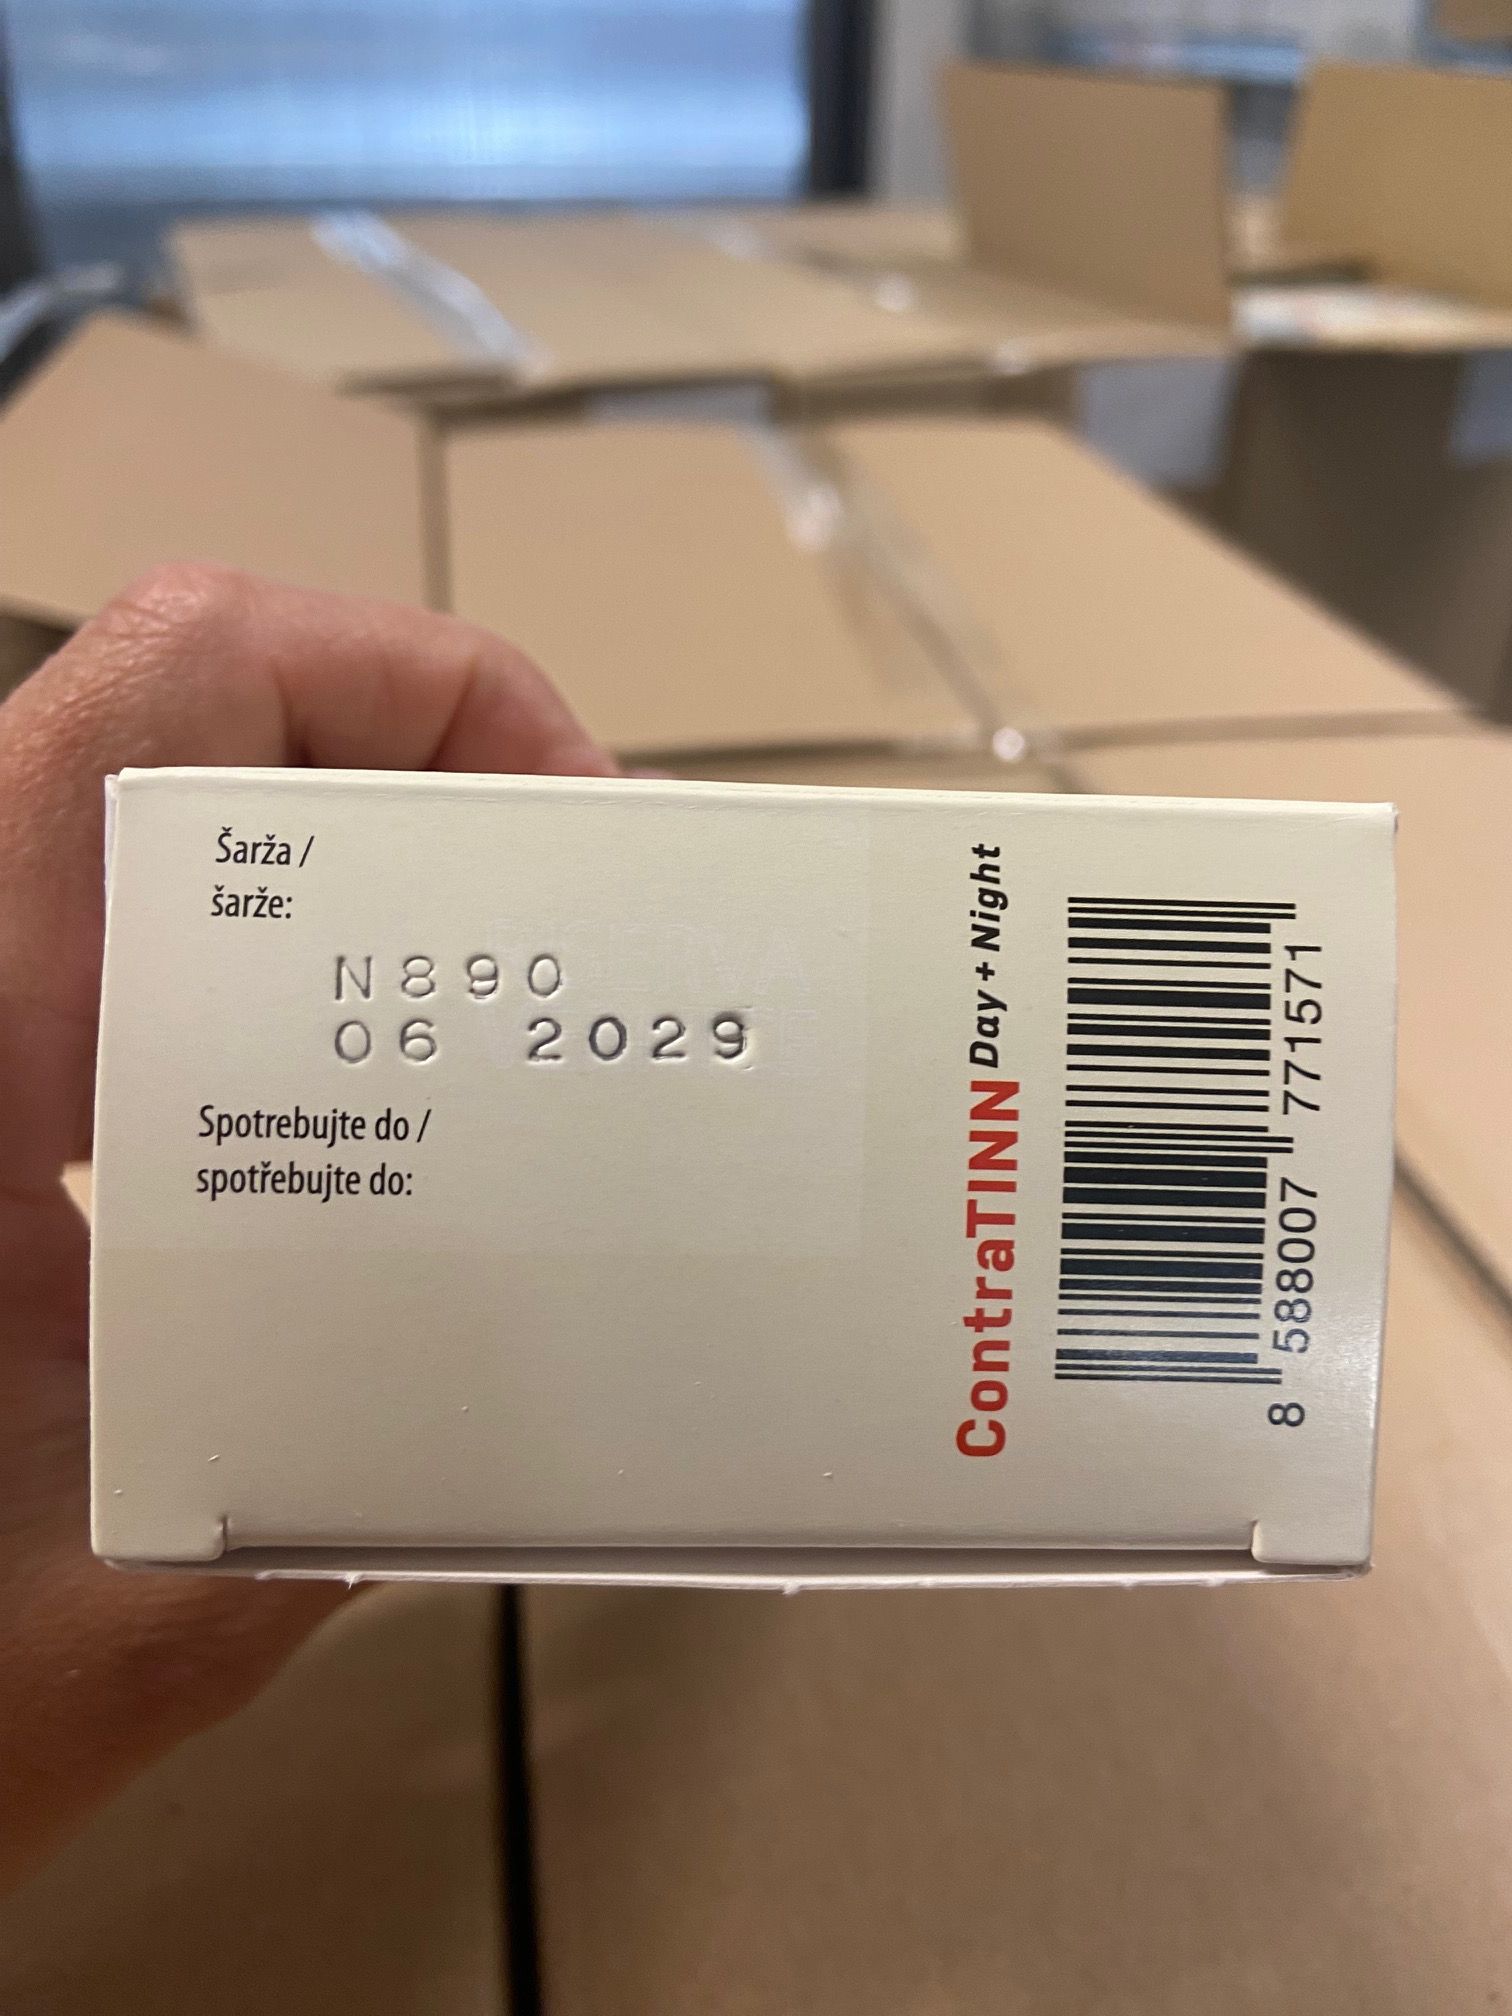 Šarža /
šarže:
N890
06 2029
Spotrebujte do /
spotřebujte do:
ContraTINN Day + Night
8 588007 771571